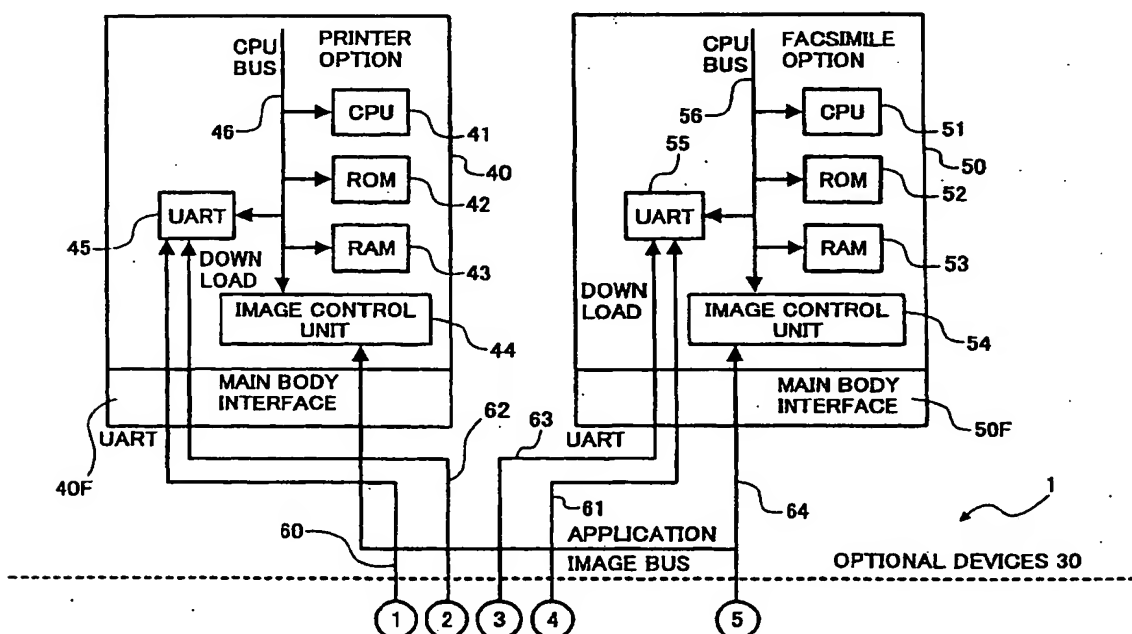 CPU
BUS
PRINTER
OPTION
46
CPU
41
40
ROM
42
UART
45
RAM
43
DOWN
LOAD
IMAGE CONTROL
UNIT
44
MAIN BODY
INTERFACE
UART
40F
62
CPU
BUS
FACSIMILE
OPTION
56
CPU
51
50
55
ROM
52
UART
RAM
53
DOWN
LOAD
IMAGE CONTROL
UNIT
54
MAIN BODY
INTERFACE
50F
UART
63
61
64
1
60
APPLICATION
IMAGE BUS
OPTIONAL DEVICES 30
1
2
3
4
5